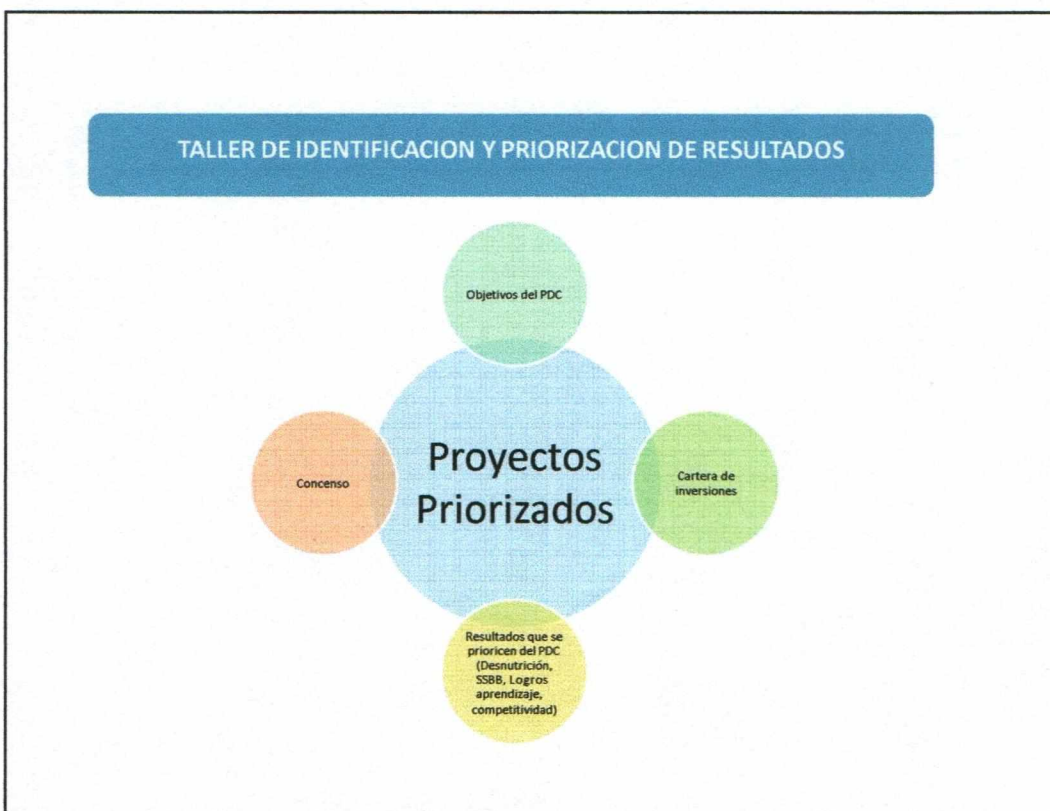 TALLER DE IDENTIFICACION Y PRIORIZACION DE RESULTADOS
Objetivos del PDC
Concenso
Proyectos
Priorizados
Cartera de
inversiones
Resultados que se
prioricen del PDC
(Desnutrición,
SSBB, Logros
aprendizaje,
competitividad)